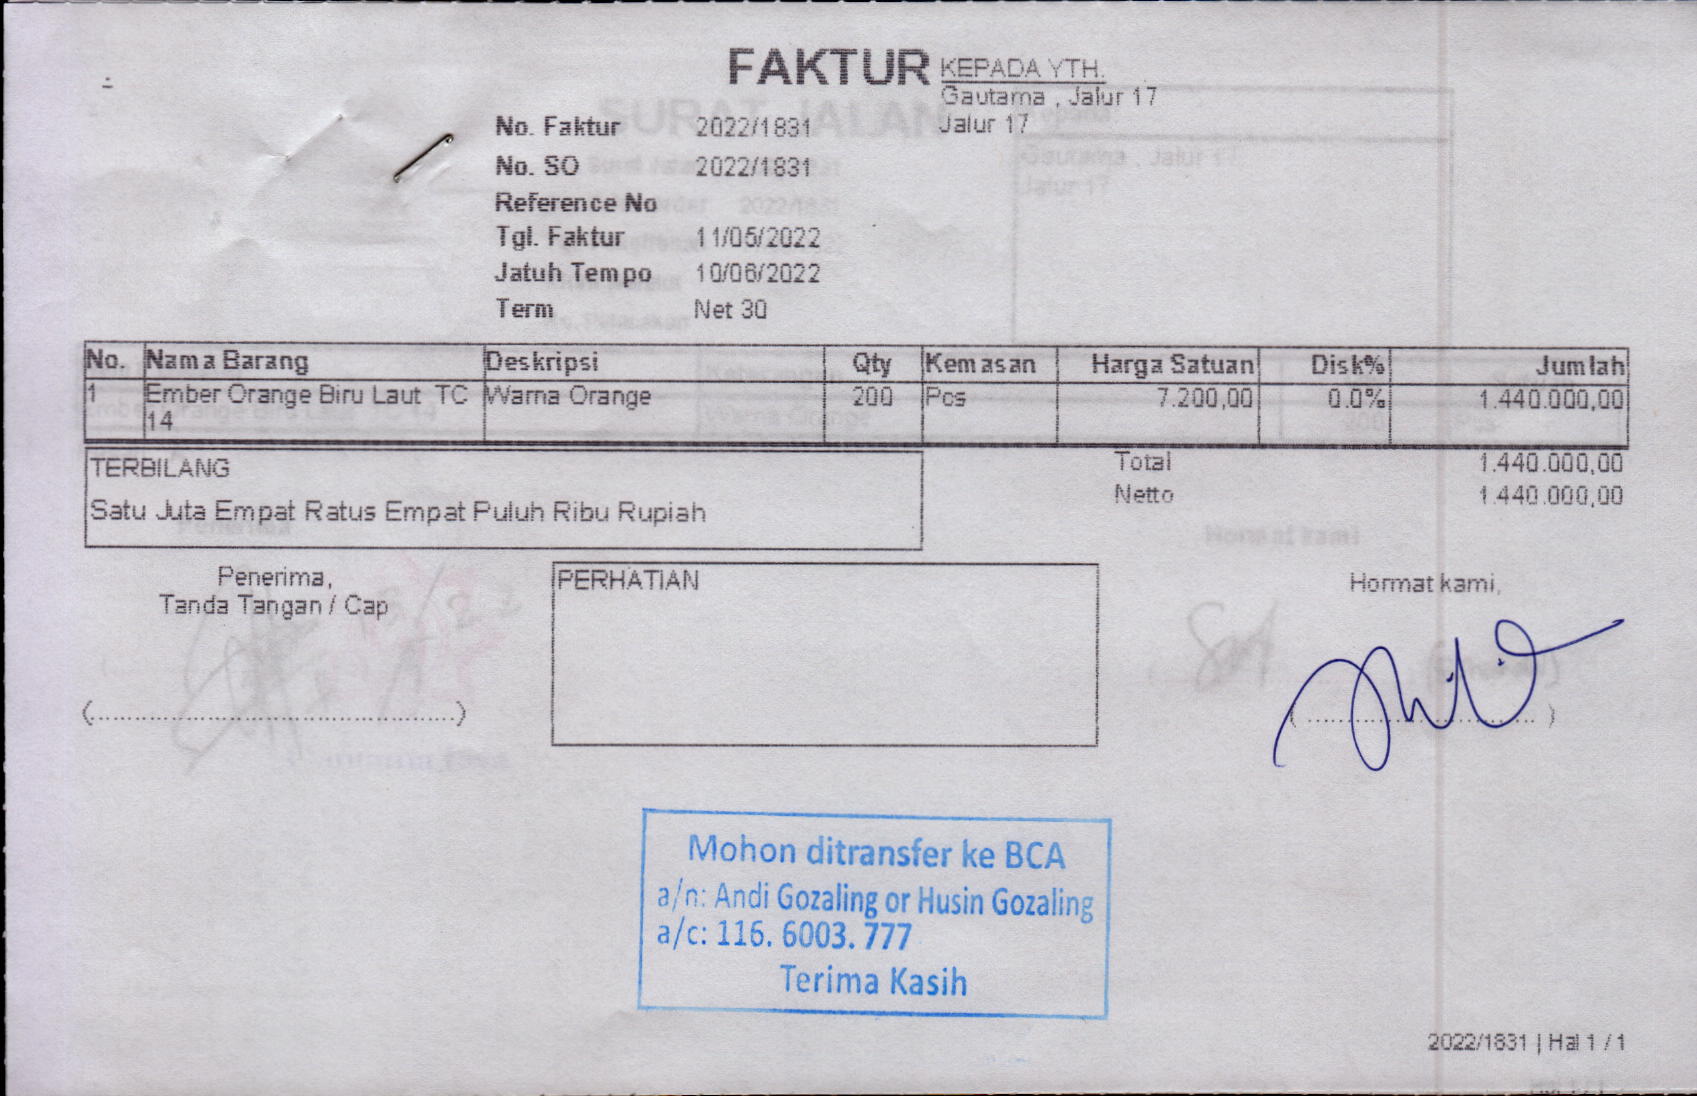 FAKTUR
KEPADA YTH.
Gautama , Jalur 17
Jalur 17
No. Faktur 2022/1831
No. SO 2022/1831
Reference No
Tgl. Faktur 11/05/2022
Jatuh Tempo 10/06/2022
Term Net 30
No. Nama Barang Deskripsi Qty Kemasan Harga Satuan Disk% Jumlah
1 Ember Orange Biru Laut TC Warna Orange 200 Pcs 7.200,00 0.0% 1.440.000,00
14
TERBILANG
Satu Juta Empat Ratus Empat Puluh Ribu Rupiah
Total 1.440.000,00
Netto 1.440.000,00
Penerima,
Tanda Tangan / Cap
(.............................................)
PERHATIAN
Hormat kami,
Mohon ditransfer ke BCA
a/n: Andi Gozaling or Husin Gozaling
a/c: 116. 6003. 777
Terima Kasih
2022/1831 | Hal 1 / 1